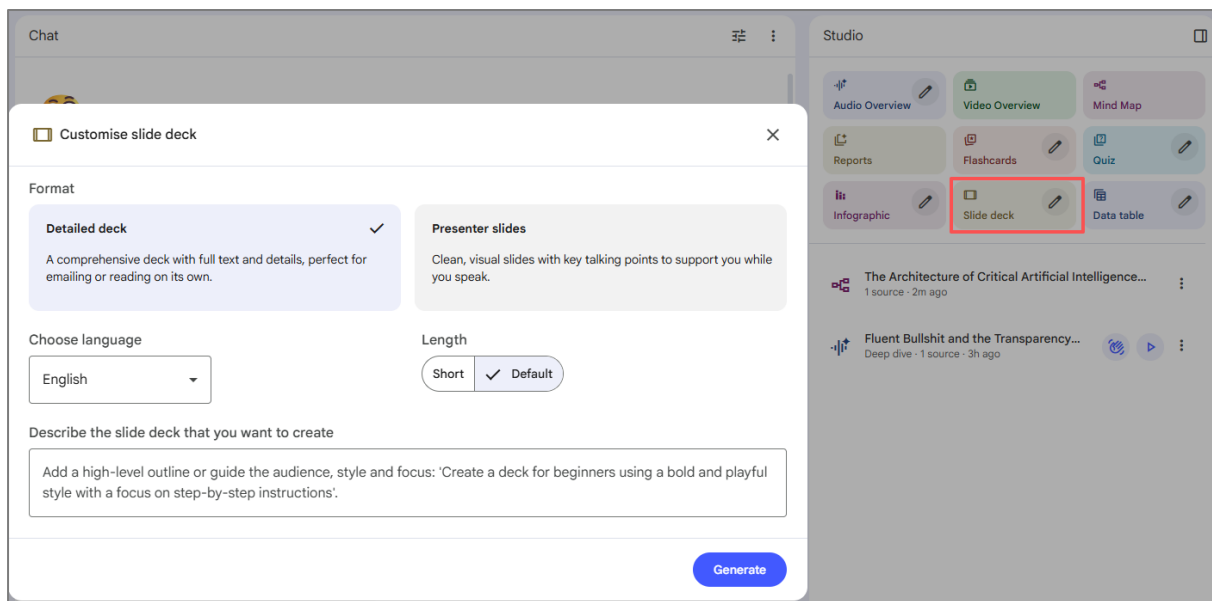 Chat
Customise slide deck
Format
Detailed deck
A comprehensive deck with full text and details, perfect for
emailing or reading on its own.
Presenter slides
Clean, visual slides with key talking points to support you while
you speak.
Choose language
English
Length
Short
Default
Describe the slide deck that you want to create
Add a high-level outline or guide the audience, style and focus: 'Create a deck for beginners using a bold and playful
style with a focus on step-by-step instructions'.
Generate
Studio
Audio Overview
Video Overview
Mind Map
Reports
Flashcards
Quiz
Infographic
Slide deck
Data table
The Architecture of Critical Artificial Intelligence...
1 source · 2m ago
Fluent Bullshit and the Transparency...
Deep dive · 1 source · 3h ago